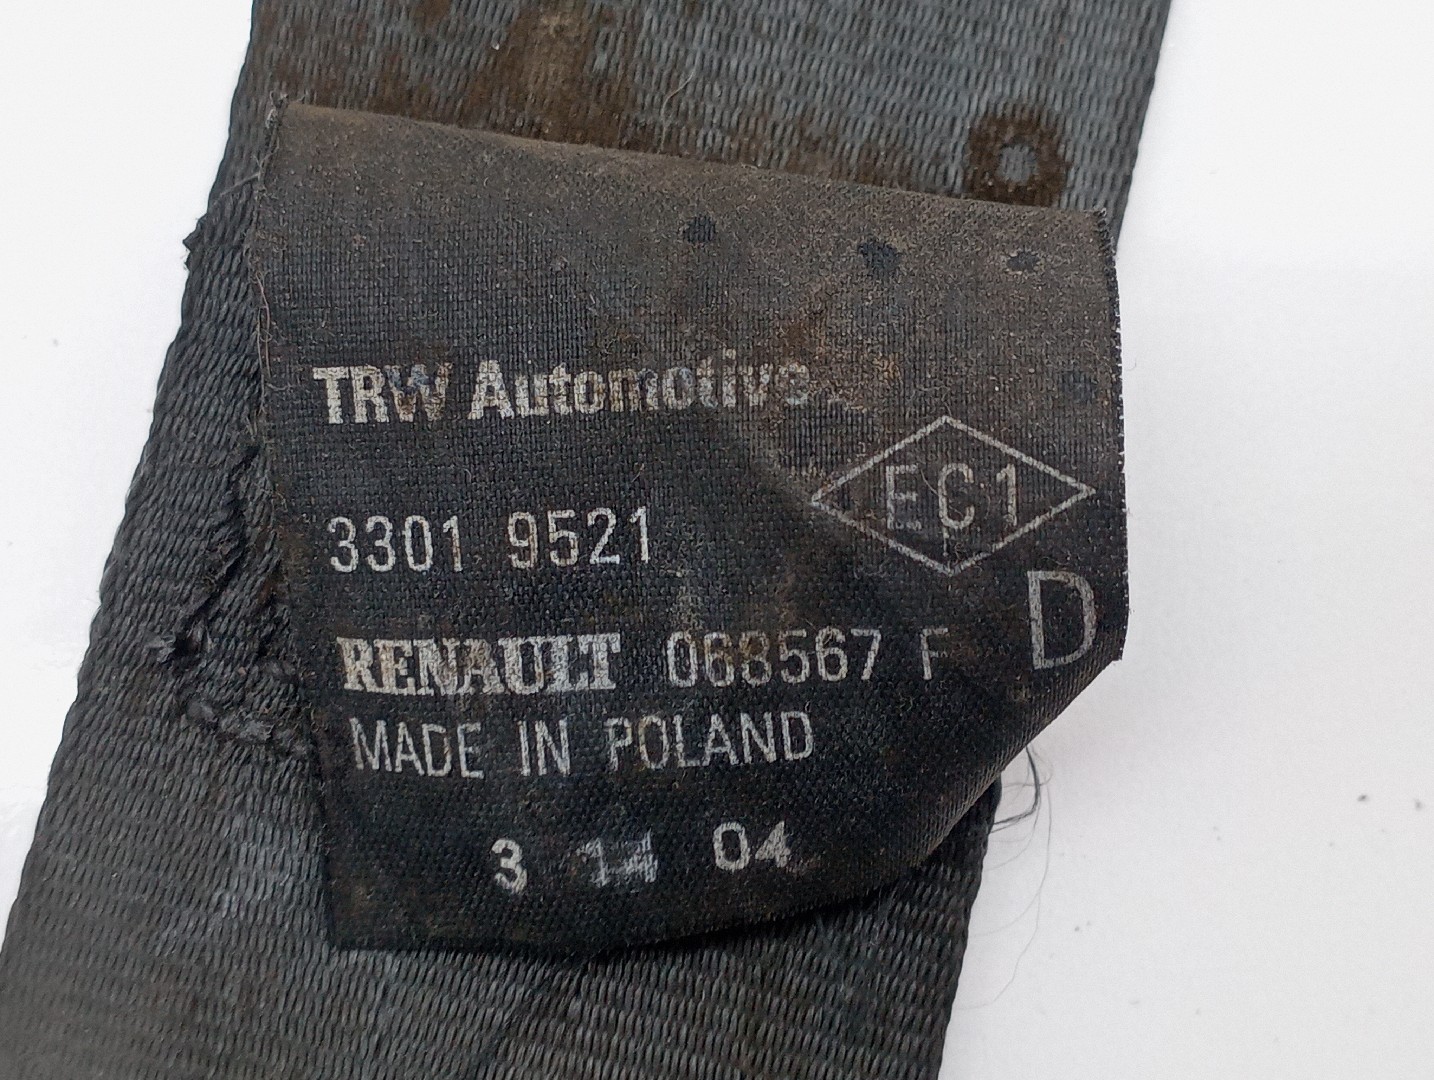 TRW Automotive
EC1
3301 9521
D
RENAULT 068567 F
MADE IN POLAND
3 14 04